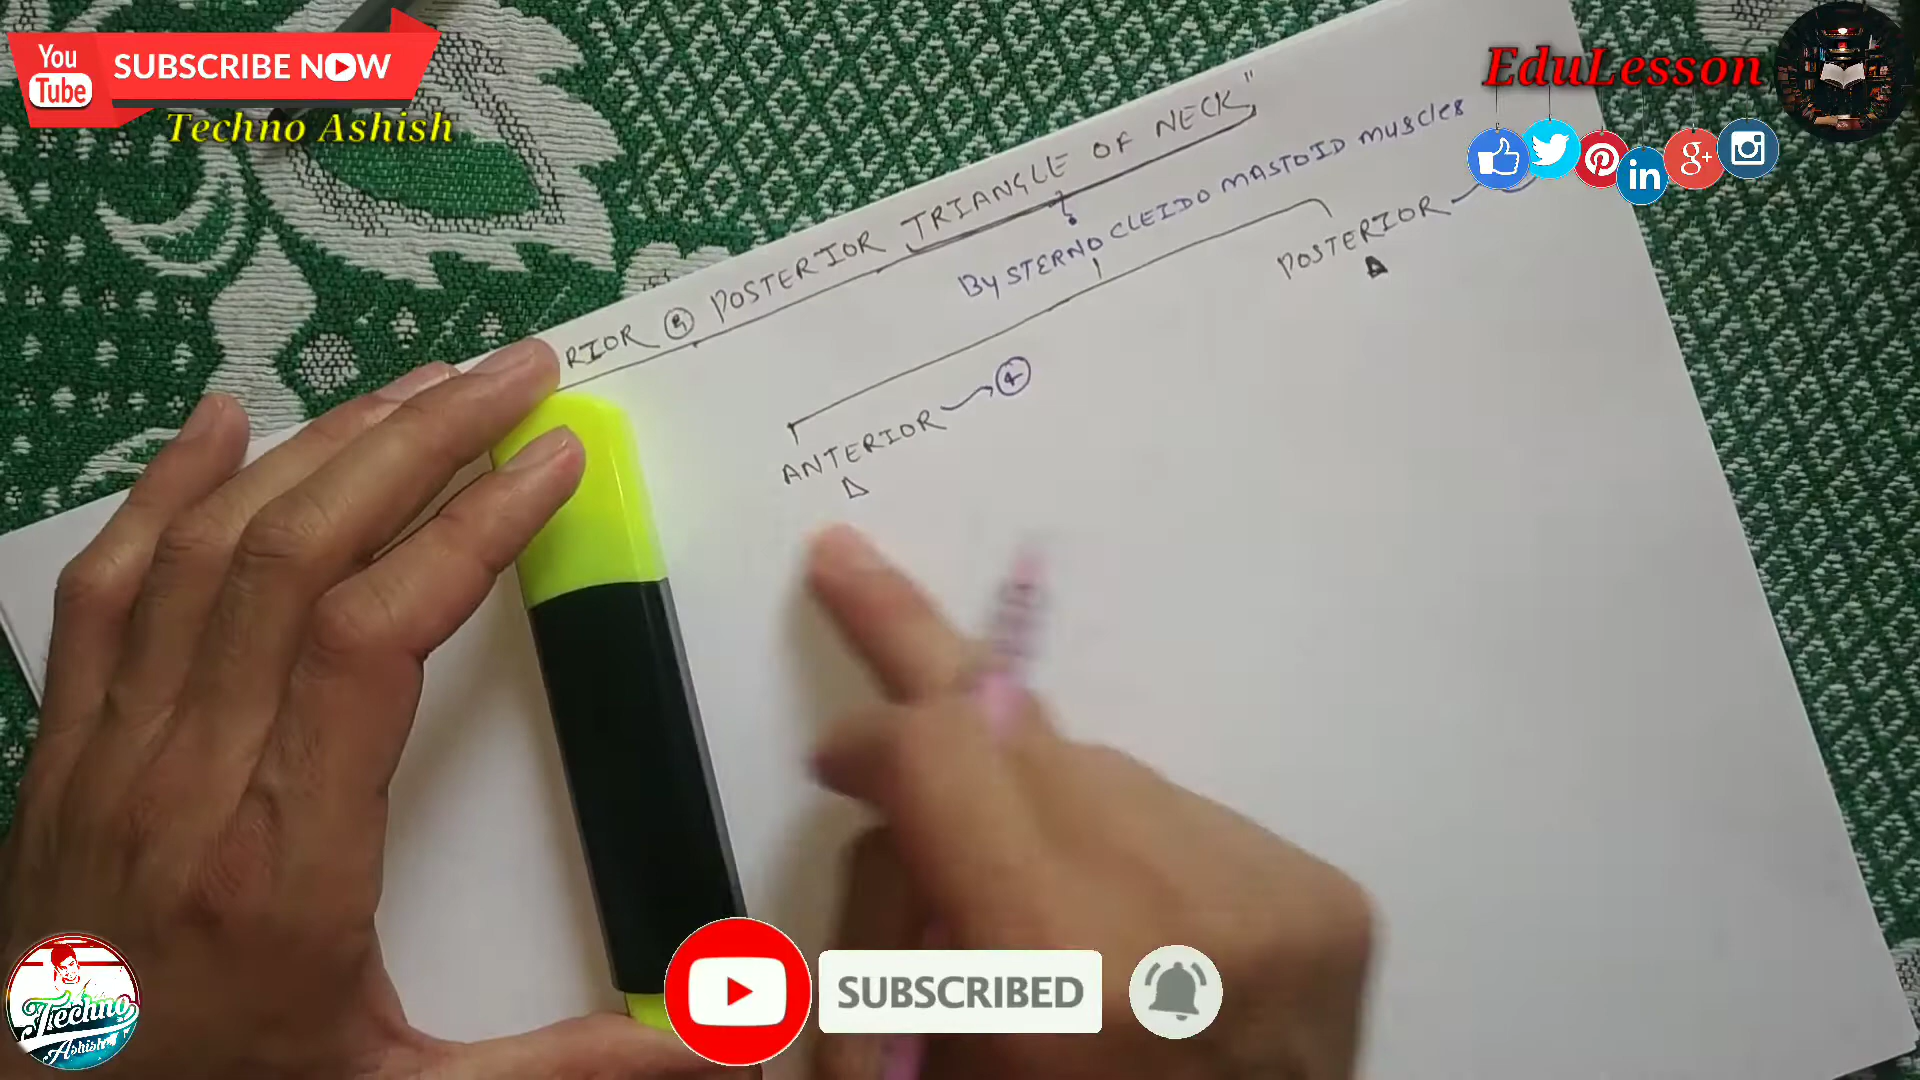 You
Tube
SUBSCRIBE NOW
Techno Ashish
EduLesson
RIOR & POSTERIOR TRIANGLE OF NECK"
By STERNO CLEIDO MASTOID muscles
POSTERIOR
ANTERIOR → 4
Techno
Ashish
SUBSCRIBED